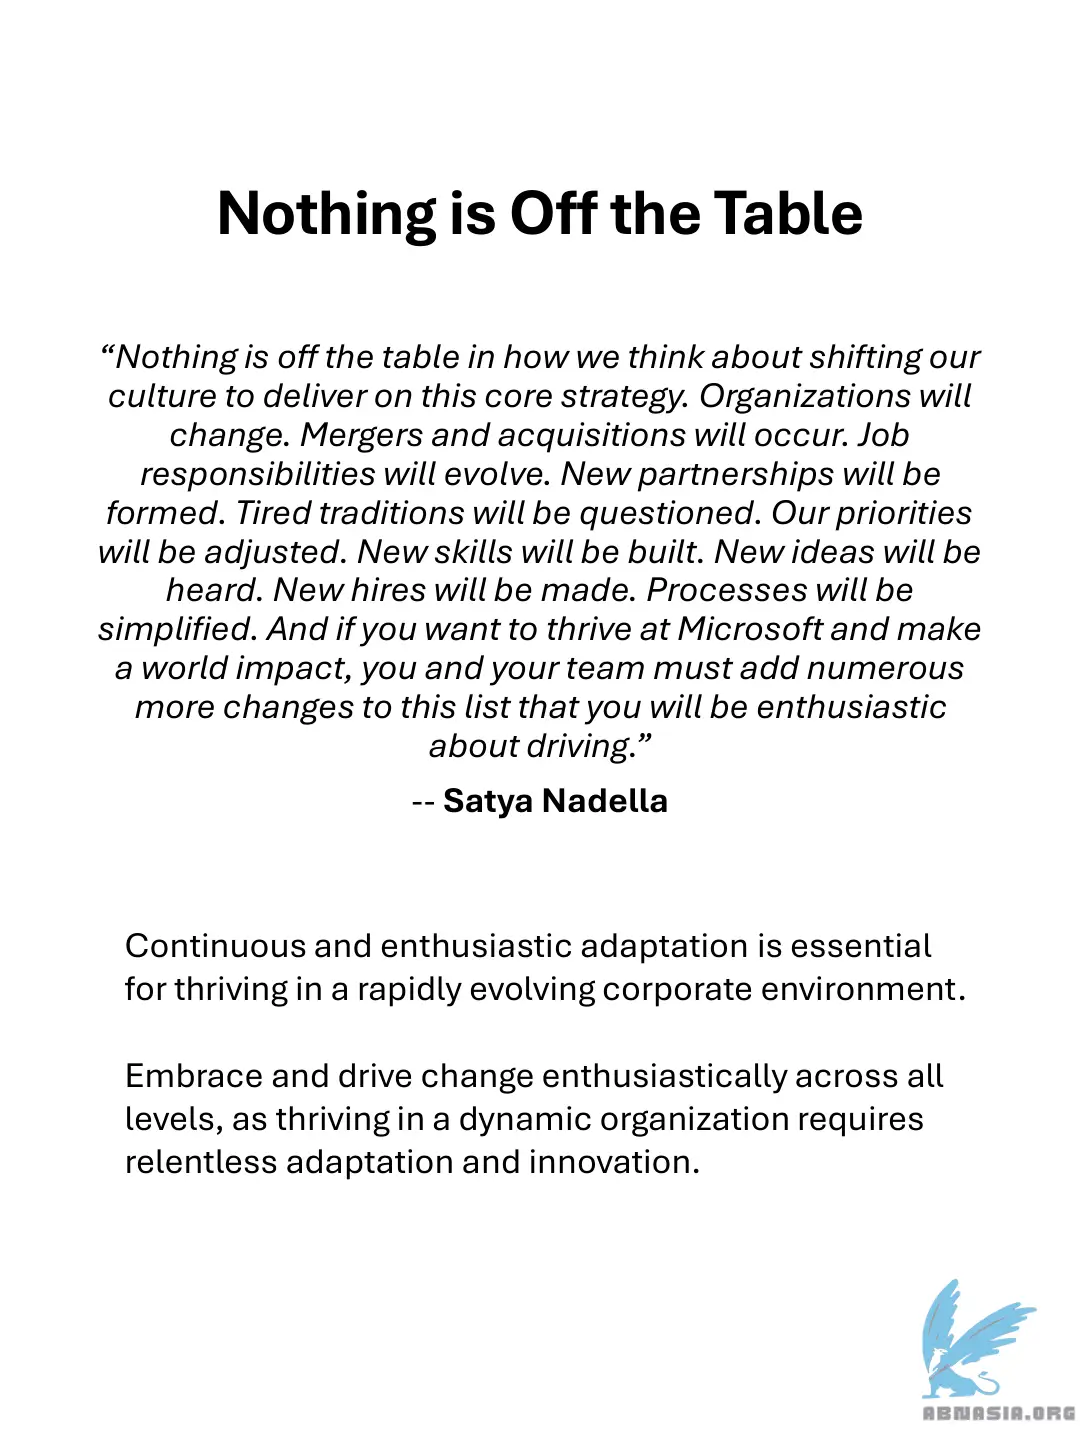 Nothing is Off the Table
“Nothing is off the table in how we think about shifting our
culture to deliver on this core strategy. Organizations will
change. Mergers and acquisitions will occur. Job
responsibilities will evolve. New partnerships will be
formed. Tired traditions will be questioned. Our priorities
will be adjusted. New skills will be built. New ideas will be
heard. New hires will be made. Processes will be
simplified. And if you want to thrive at Microsoft and make
a world impact, you and your team must add numerous
more changes to this list that you will be enthusiastic
about driving.”
-- Satya Nadella
Continuous and enthusiastic adaptation is essential
for thriving in a rapidly evolving corporate environment.
Embrace and drive change enthusiastically across all
levels, as thriving in a dynamic organization requires
relentless adaptation and innovation.
ABNASIA.ORG